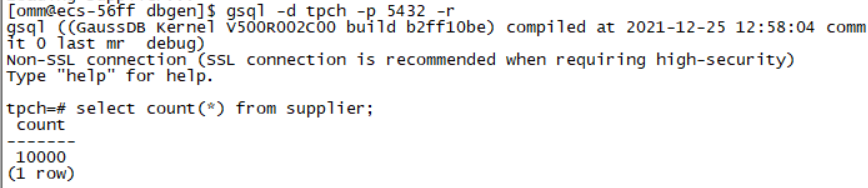 [omm@ecs-56ff dbgen]$ gsql -d tpch -p 5432 -r
gsql ((GaussDB Kernel V500R002C00 build b2ff10be) compiled at 2021-12-25 12:58:04 comm
it 0 last mr  debug)
Non-SSL connection (SSL connection is recommended when requiring high-security)
Type "help" for help.

tpch=# select count(*) from supplier;
 count
-------
 10000
(1 row)